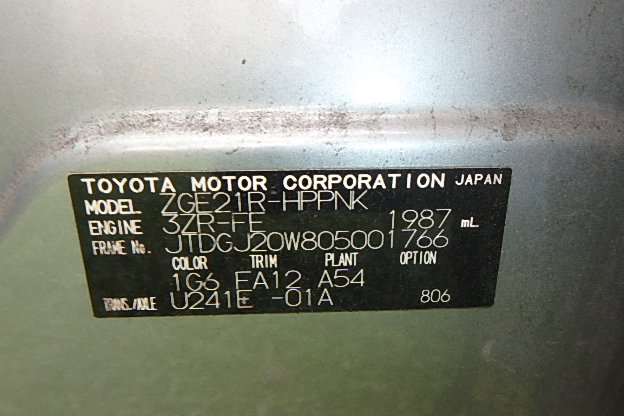 TOYOTA MOTOR CORPORATION JAPAN
MODEL ZGE21R-HPPNK
ENGINE 3ZR-FE 1987 mL
FRAME No. JTDGJ20W805001766
COLOR TRIM PLANT OPTION
1G6 EA12 A54
TRANS./AXLE U241E -01A 806